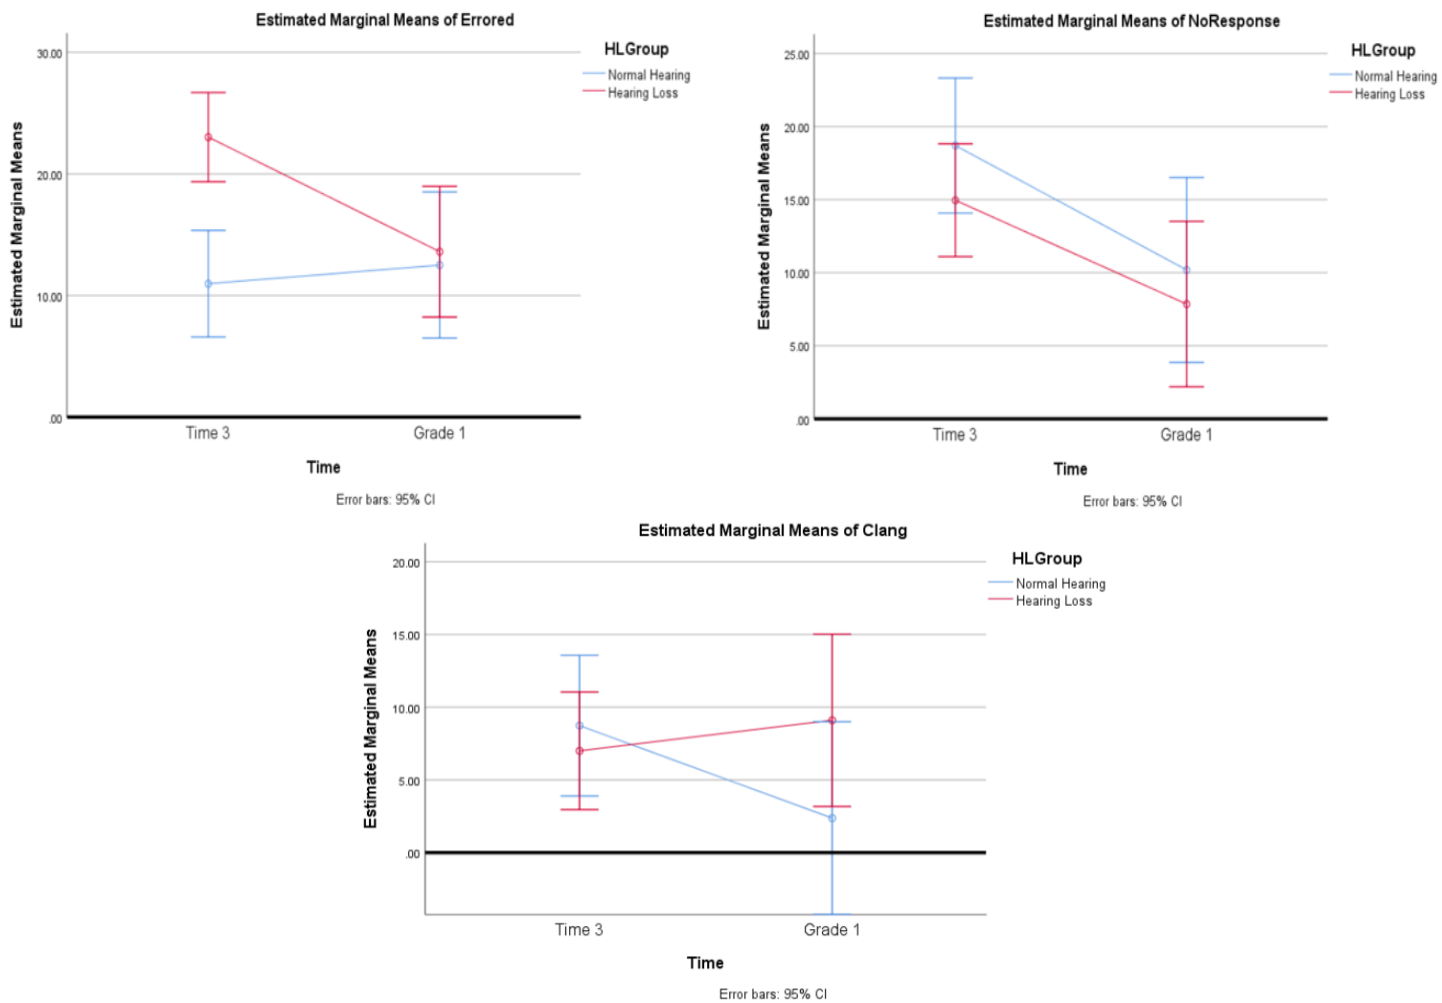 Estimated Marginal Means of Errored
HLGroup
Normal Hearing
Hearing Loss
Estimated Marginal Means
30.00
20.00
10.00
.00
Time 3
Grade 1
Time
Error bars: 95% CI
Estimated Marginal Means of NoResponse
HLGroup
Normal Hearing
Hearing Loss
Estimated Marginal Means
25.00
20.00
15.00
10.00
5.00
.00
Time 3
Grade 1
Time
Error bars: 95% CI
Estimated Marginal Means of Clang
HLGroup
Normal Hearing
Hearing Loss
Estimated Marginal Means
20.00
15.00
10.00
5.00
.00
Time 3
Grade 1
Time
Error bars: 95% CI